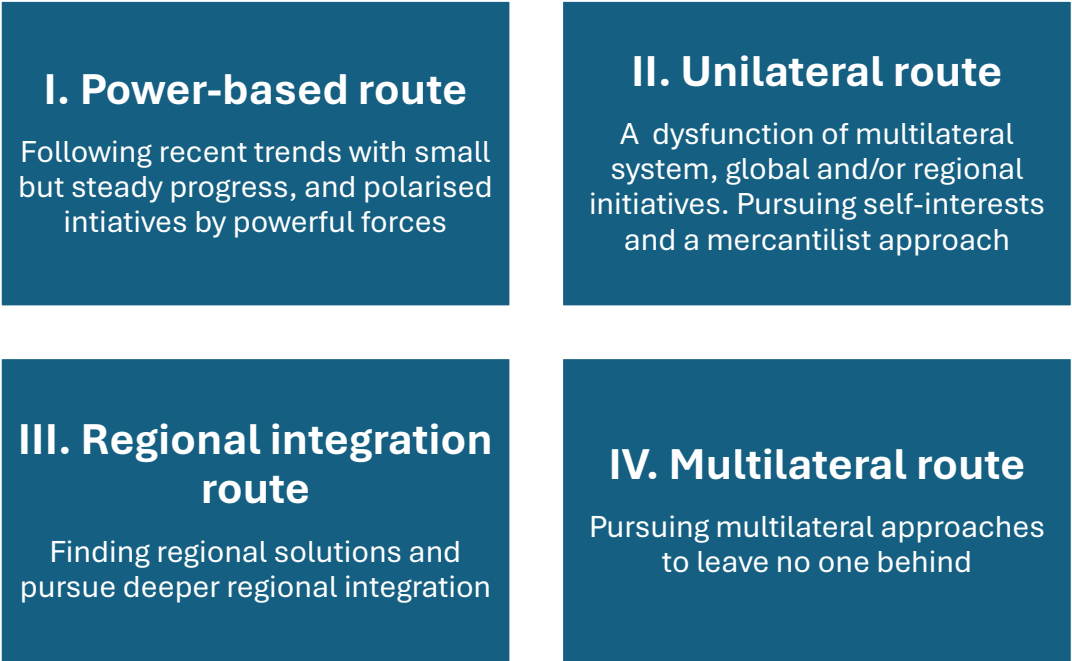 I. Power-based route
Following recent trends with small
but steady progress, and polarised
intiatives by powerful forces
II. Unilateral route
A  dysfunction of multilateral
system, global and/or regional
initiatives. Pursuing self-interests
and a mercantilist approach
III. Regional integration
route
Finding regional solutions and
pursue deeper regional integration
IV. Multilateral route
Pursuing multilateral approaches
to leave no one behind